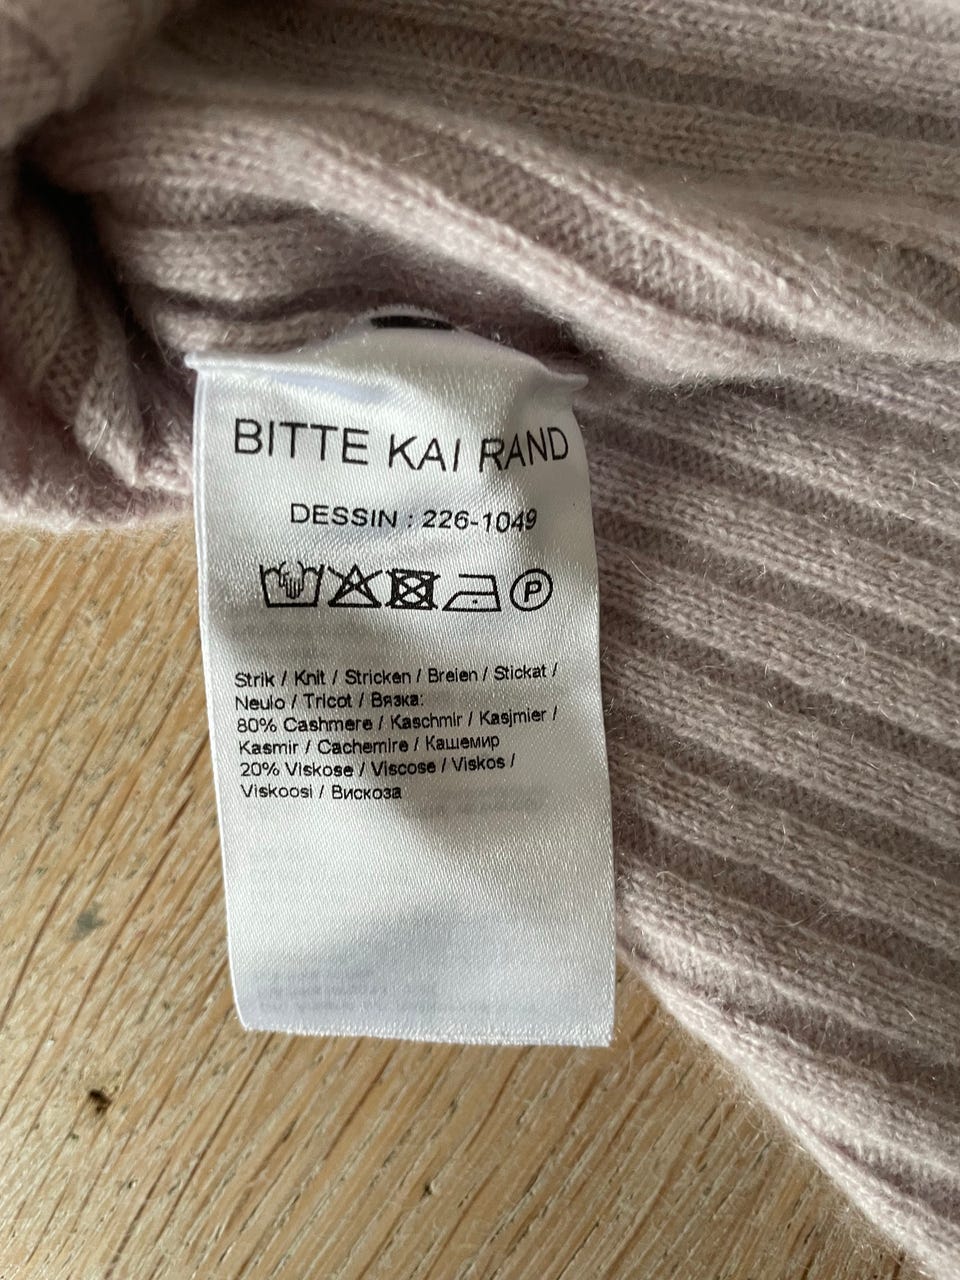 BITTE KAI RAND
DESSIN : 226-1049
P
Strik / Knit / Stricken / Breien / Stickat /
Neulo / Tricot / Вязка:
80% Cashmere / Kaschmir / Kasjmier /
Kasmir / Cachemire / Кашемир
20% Viskose / Viscose / Viskos /
Viskoosi / Вискоза